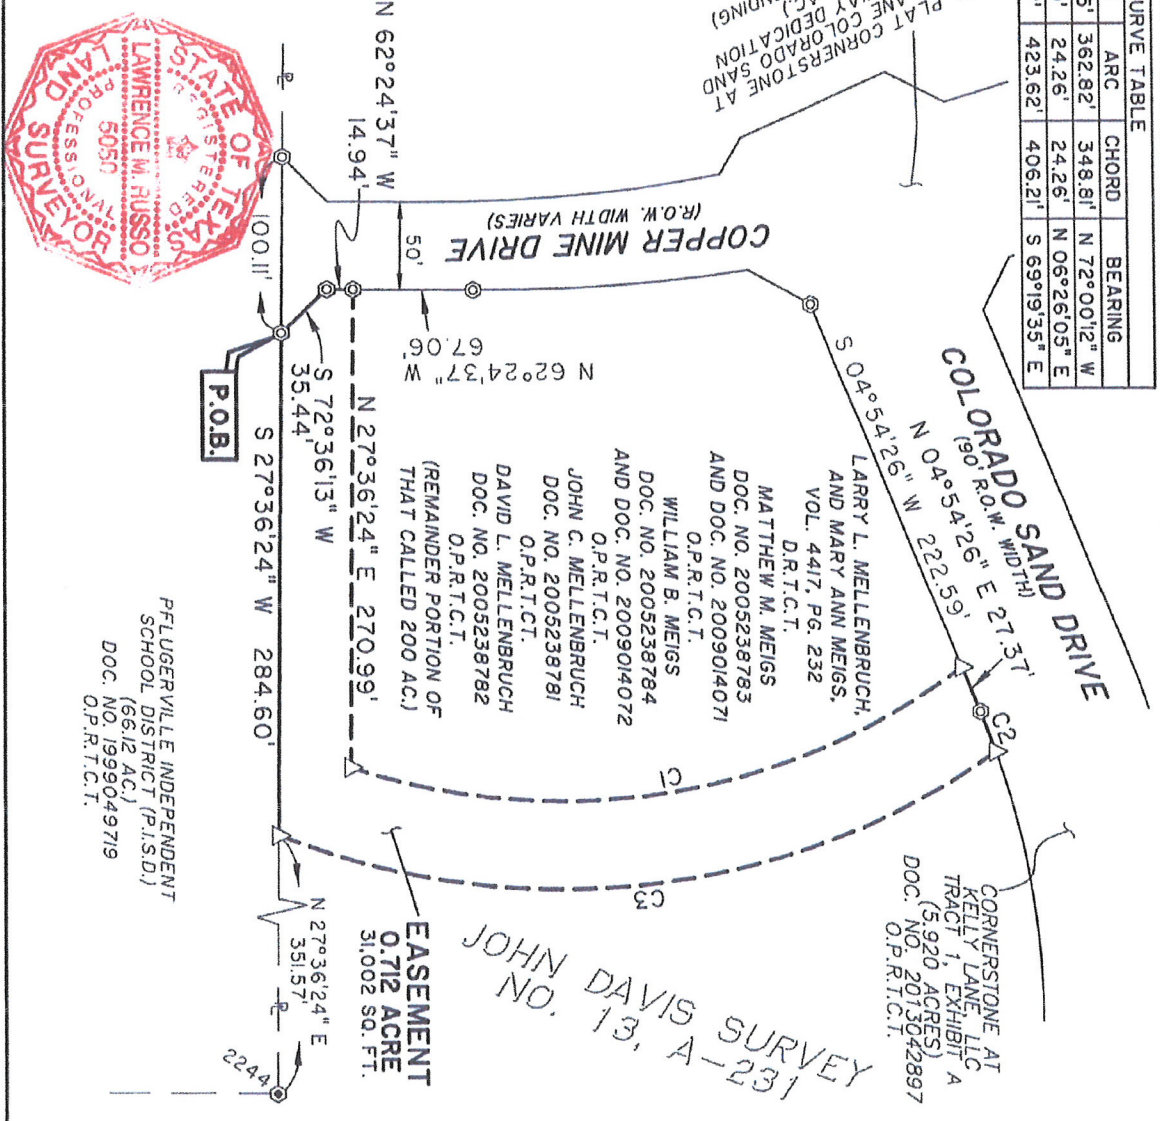 URVE TABLE
ARC CHORD BEARING
362.82' 348.81' N 72°00'12" W
24.26' 24.26' N 06°26'05" E
423.62' 406.21' S 69°19'35" E
PLAT CORNERSTONE AT
ANE COLORADO SAND
AY DEDICATION
NDING)
N 62°24'37" W
14.94'
COPPER MINE DRIVE
(R.O.W. WIDTH VARIES)
50'
N 62°24'37" W
67.06'
COLORADO SAND DRIVE
(90' R.O.W. WIDTH)
N 04°54'26" E 27.37'
S 04°54'26" W 222.59'
C2
LARRY L. MELLENBRUCH,
AND MARY ANN MEIGS,
VOL. 4417, PG. 232
D.R.T.C.T.
MATTHEW M. MEIGS
DOC. NO. 2005238783
AND DOC. NO. 2009014071
O.P.R.T.C.T.
WILLIAM B. MEIGS
DOC. NO. 2005238784
AND DOC. NO. 2009014072
O.P.R.T.C.T.
JOHN C. MELLENBRUCH
DOC. NO. 2005238781
O.P.R.T.CT.
DAVID L. MELLENBRUCH
DOC. NO. 2005238782
O.P.R.T.C.T.
(REMAINDER PORTION OF
THAT CALLED 200 AC.)
N 27°36'24" E 270.99'
S 72°36'13" W
35.44'
C1
C3
CORNERSTONE AT
KELLY LANE, LLC
TRACT 1, EXHIBIT A
(5.920 ACRES)
DOC. NO. 2013042897
O.P.R.T.C.T.
JOHN DAVIS SURVEY
NO. 13, A-231
EASEMENT
0.712 ACRE
31,002 SQ. FT.
100.11'
P.O.B.
S 27°36'24" W 284.60'
N 27°36'24" E
351.57'
2244
PFLUGERVILLE INDEPENDENT
SCHOOL DISTRICT (P.I.S.D.)
(66.12 AC.)
DOC. NO. 1999049719
O.P.R.T.C.T.
STATE OF TEXAS
REGISTERED
LAWRENCE M. RUSSO
5050
PROFESSIONAL
LAND SURVEYOR